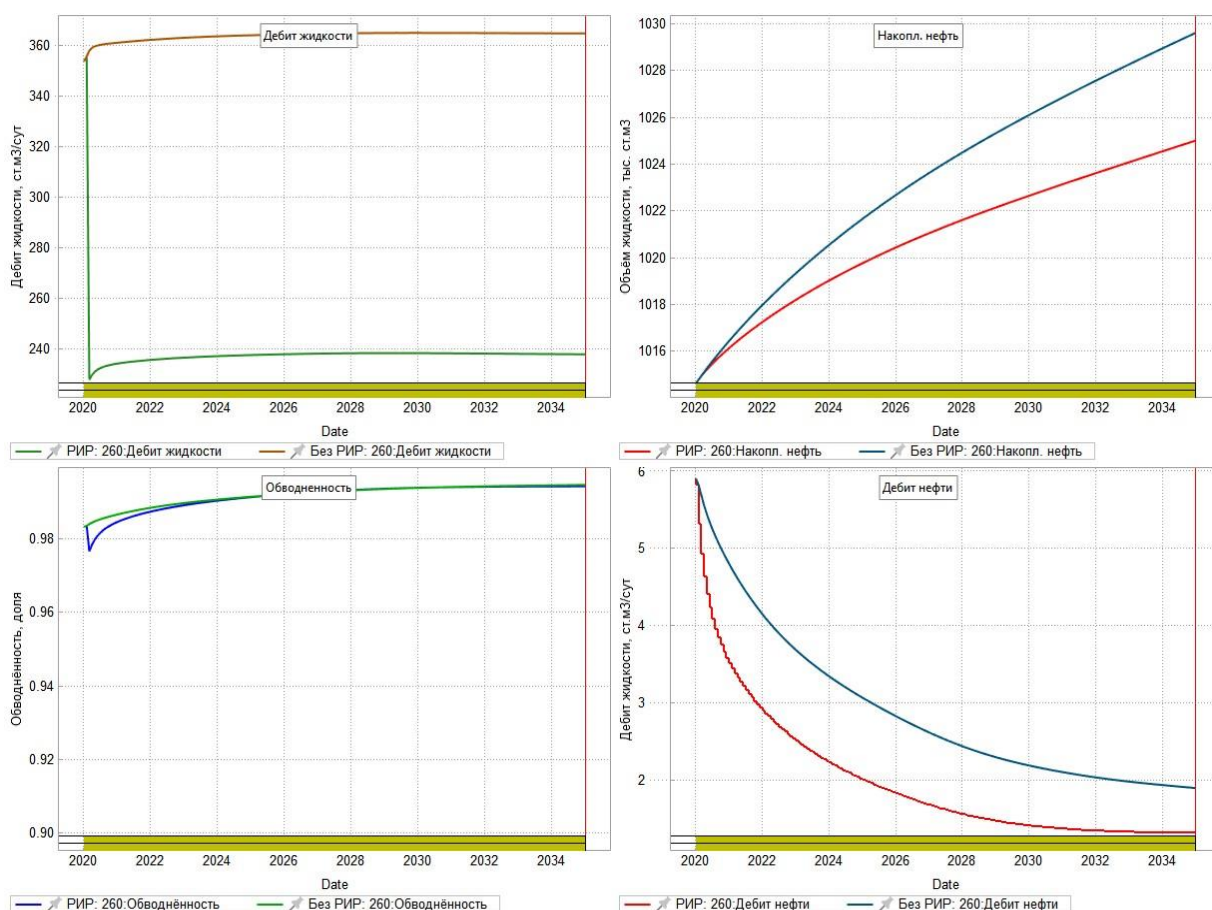 Дебит жидкости
Дебит жидкости, ст.м3/сут
360
340
320
300
280
260
240
2020 2022 2024 2026 2028 2030 2032 2034
Date
РИР: 260:Дебит жидкости Без РИР: 260:Дебит жидкости
Накопл. нефть
Объём жидкости, тыс. ст.м3
1030
1028
1026
1024
1022
1020
1018
1016
2020 2022 2024 2026 2028 2030 2032 2034
Date
РИР: 260:Накопл. нефть Без РИР: 260:Накопл. нефть
Обводненность
Обводнённость, доля
0.98
0.96
0.94
0.92
0.90
2020 2022 2024 2026 2028 2030 2032 2034
Date
РИР: 260:Обводнённость Без РИР: 260:Обводнённость
Дебит нефти
Дебит жидкости, ст.м3/сут
6
5
4
3
2
2020 2022 2024 2026 2028 2030 2032 2034
Date
РИР: 260:Дебит нефти Без РИР: 260:Дебит нефти